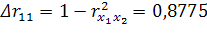 Δr₁₁ = 1 − r²ₓ₁ₓ₂ = 0,8775